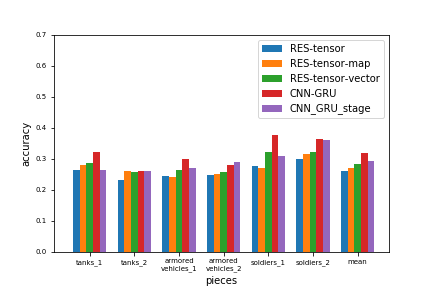 0.7
0.6
0.5
0.4
0.3
0.2
0.1
0.0
accuracy
RES-tensor
RES-tensor-map
RES-tensor-vector
CNN-GRU
CNN_GRU_stage
tanks_1
tanks_2
armored
vehicles_1
armored
vehicles_2
soldiers_1
soldiers_2
mean
pieces